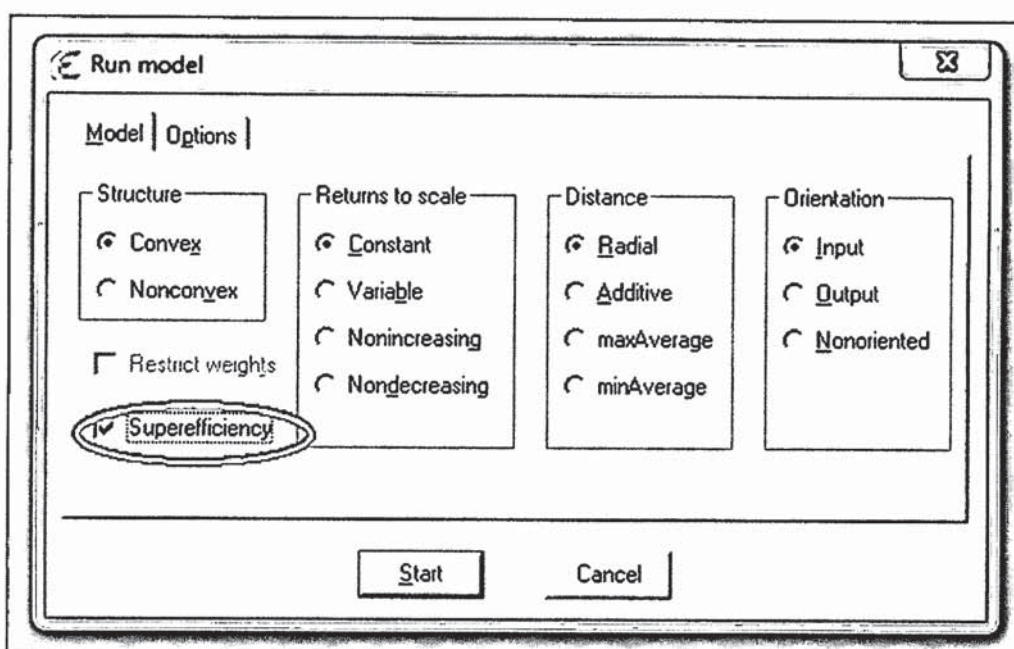 Run model
Model
Options
Structure
Convex
Nonconvex
Restrict weights
Superefficiency
Returns to scale
Constant
Variable
Nonincreasing
Nondecreasing
Distance
Radial
Additive
maxAverage
minAverage
Orientation
Input
Output
Nonoriented
Start
Cancel